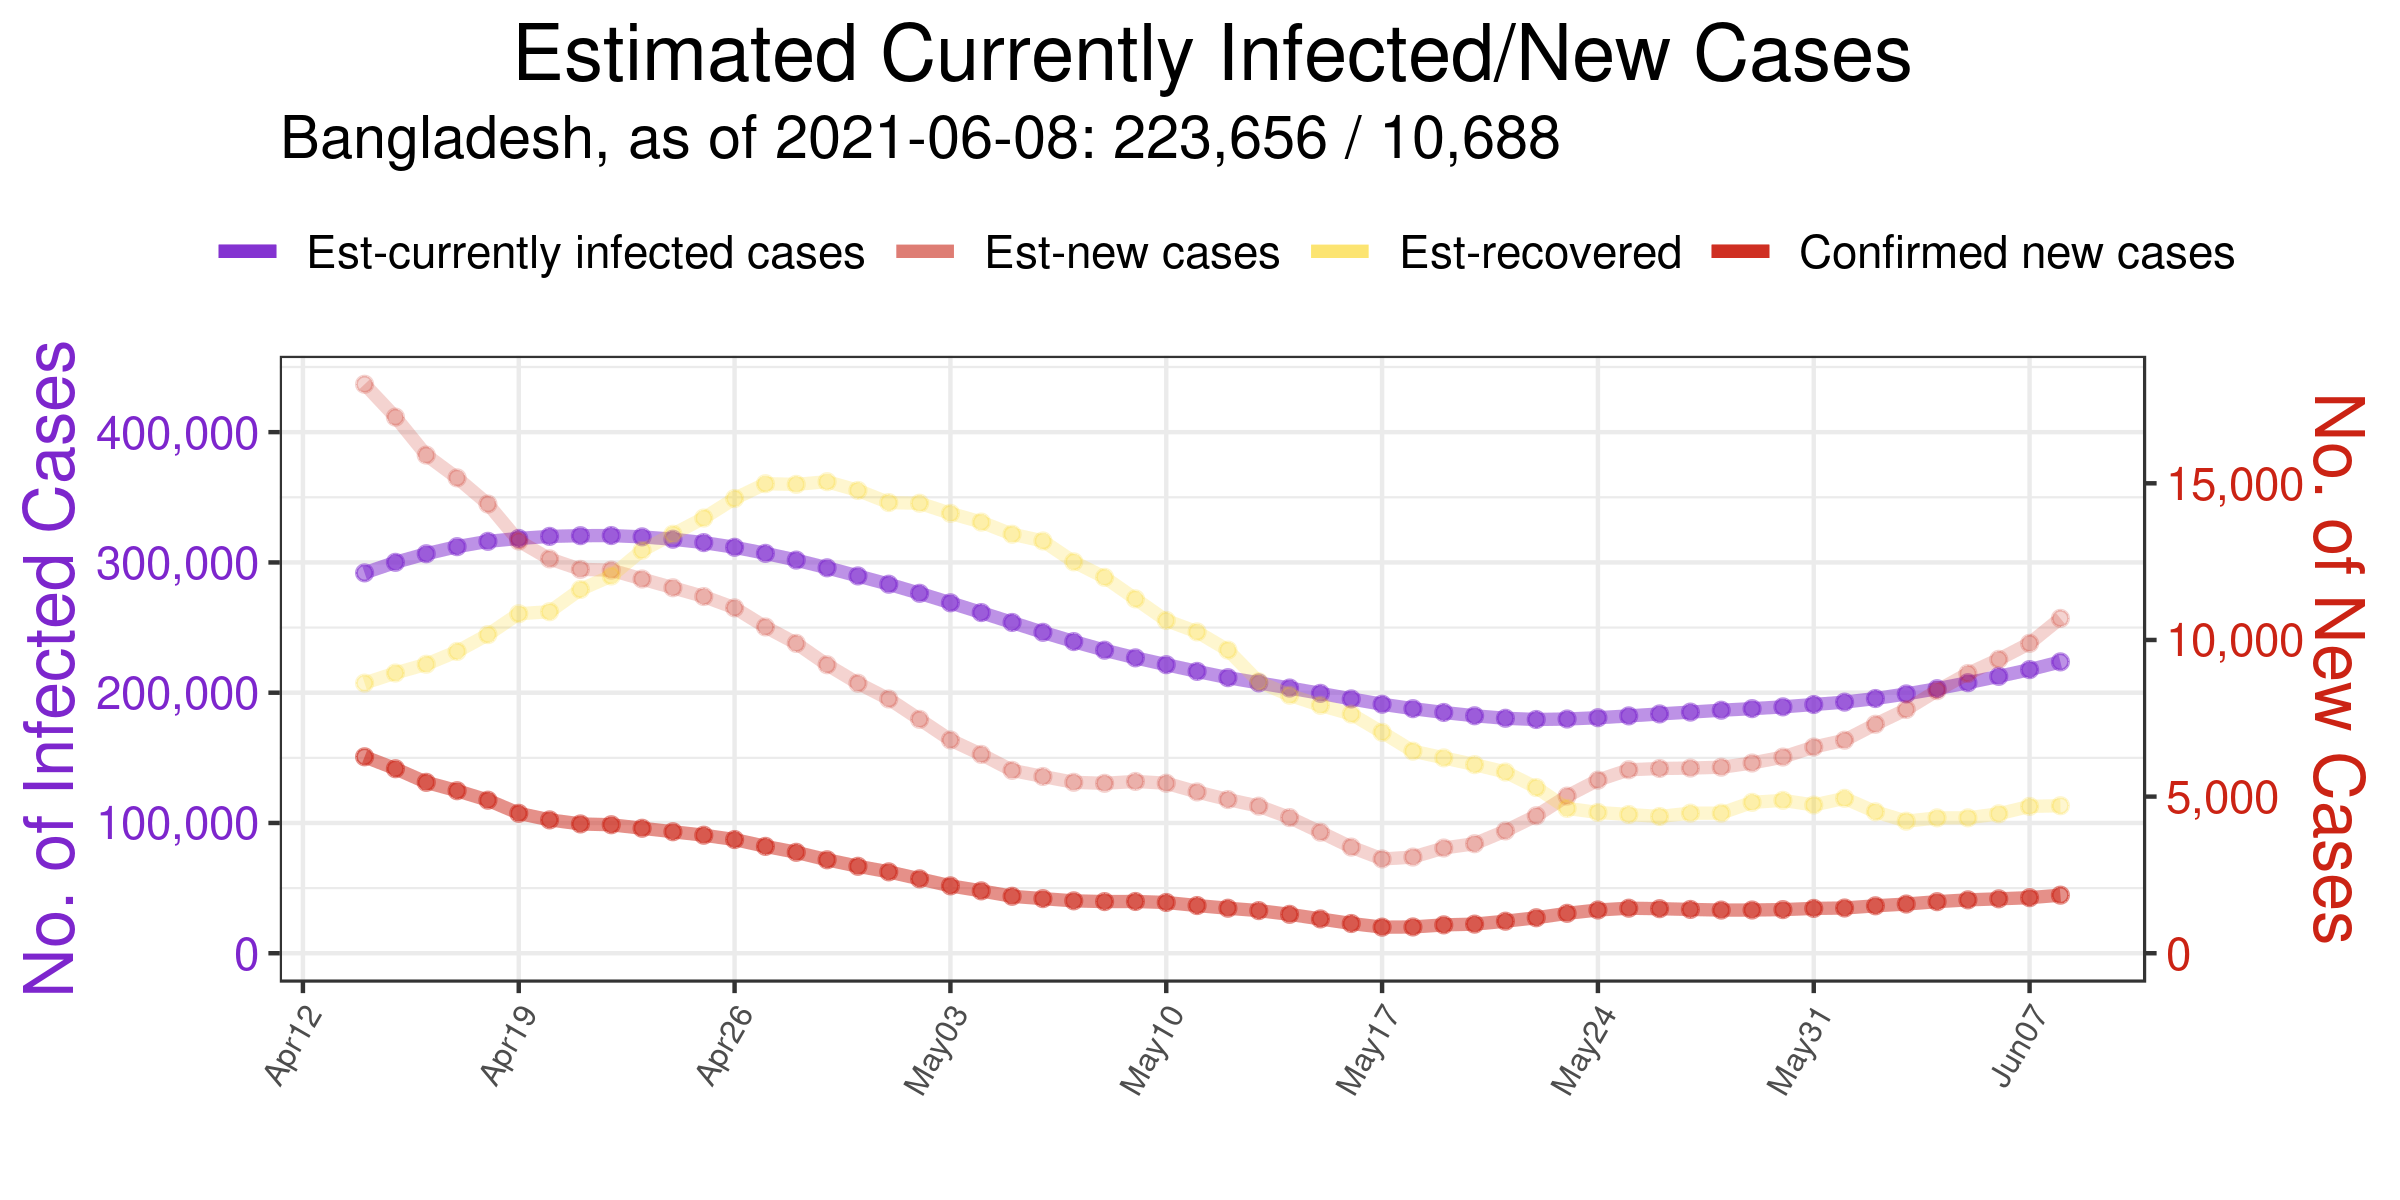 Estimated Currently Infected/New Cases
Bangladesh, as of 2021-06-08: 223,656 / 10,688
Est-currently infected cases Est-new cases Est-recovered Confirmed new cases
No. of Infected Cases
400,000
300,000
200,000
100,000
0
15,000
10,000
5,000
0
No. of New Cases
Apr12 Apr19 Apr26 May03 May10 May17 May24 May31 Jun07